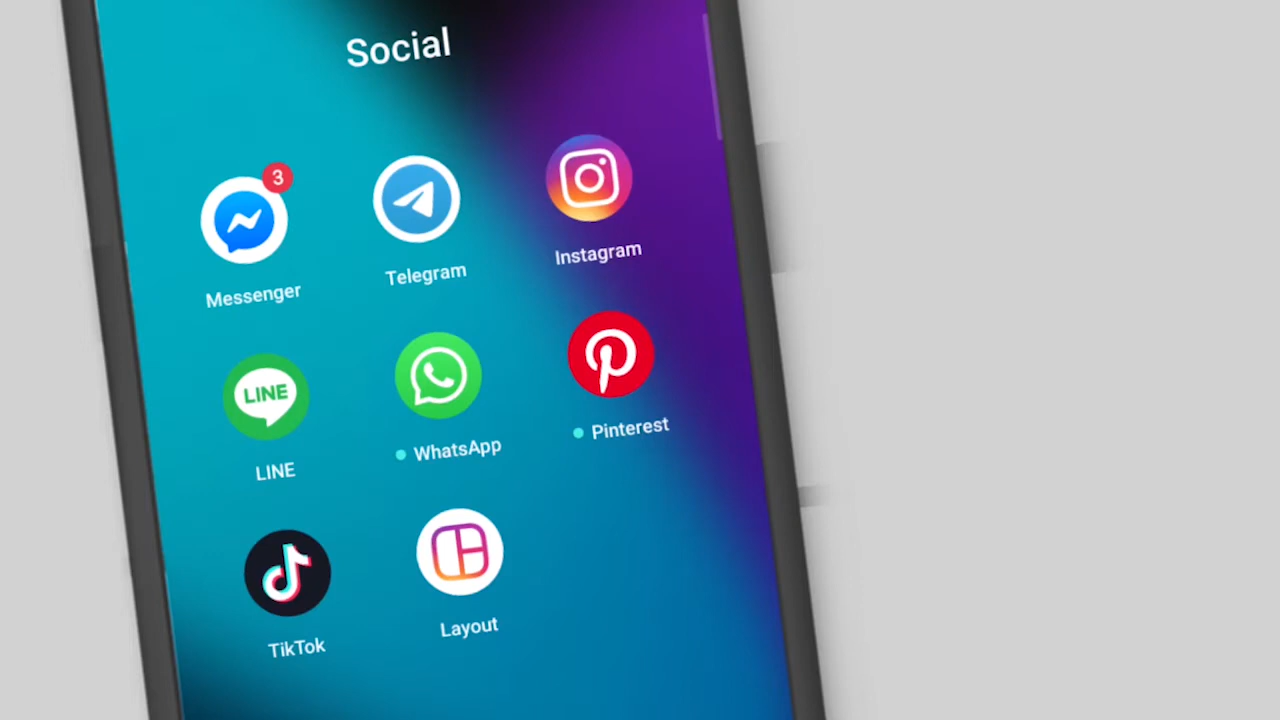 Social
3
Messenger
Telegram
Instagram
LINE
LINE
WhatsApp
Pinterest
TikTok
Layout